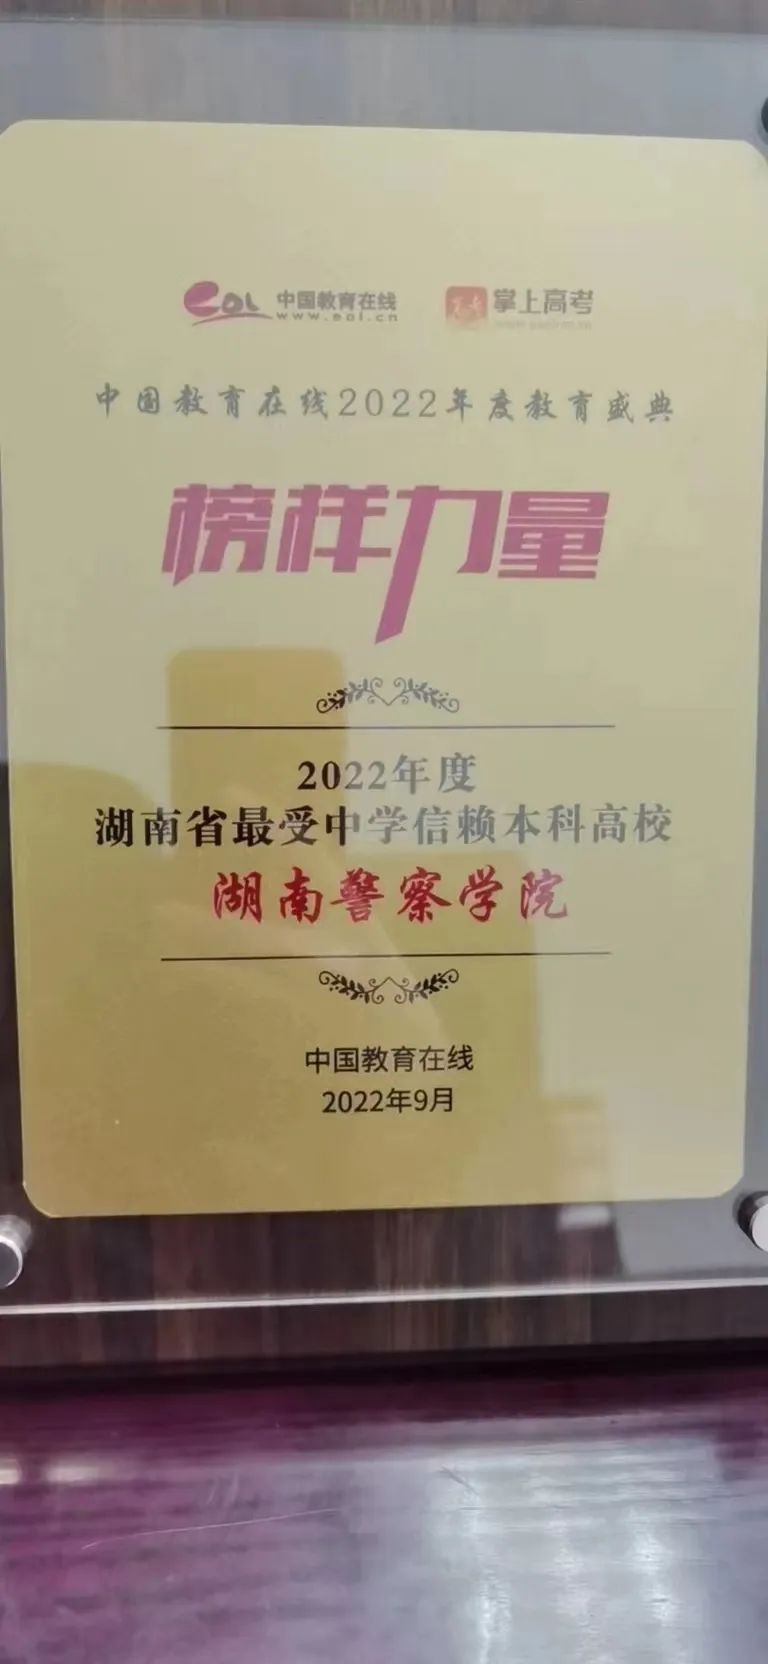 eol 中国教育在线 掌上高考
www.eol.cn
中国教育在线2022年度教育盛典
榜样力量
2022年度
湖南省最受中学信赖本科高校
湖南警察学院
中国教育在线
2022年9月